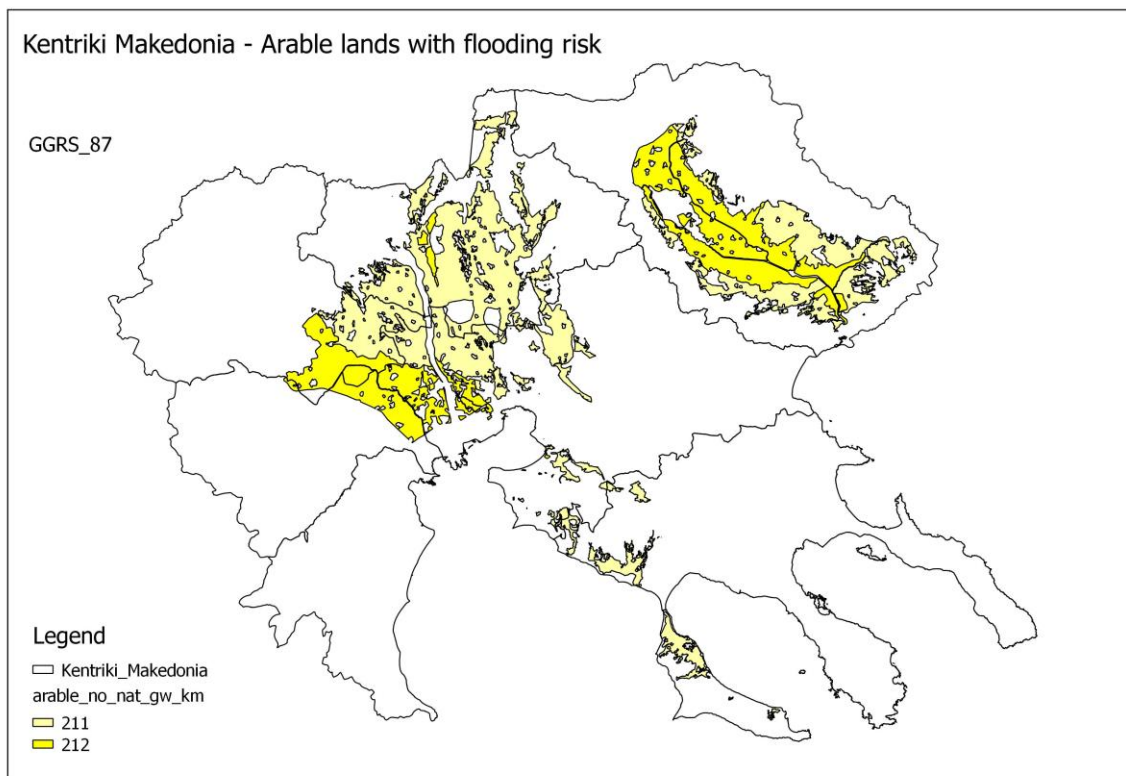 Kentriki Makedonia - Arable lands with flooding risk
GGRS_87
Legend
Kentriki_Makedonia
arable_no_nat_gw_km
211
212